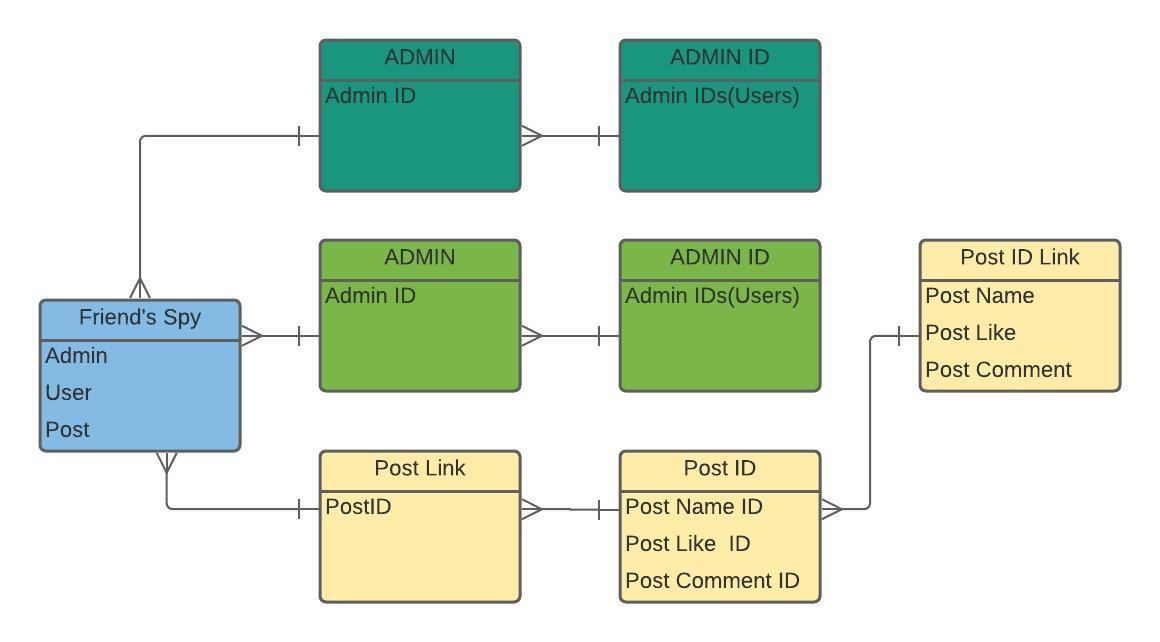 ADMIN
Admin ID
ADMIN ID
Admin IDs(Users)
Friend's Spy
Admin
User
Post
ADMIN
Admin ID
ADMIN ID
Admin IDs(Users)
Post ID Link
Post Name
Post Like
Post Comment
Post Link
PostID
Post ID
Post Name ID
Post Like  ID
Post Comment ID